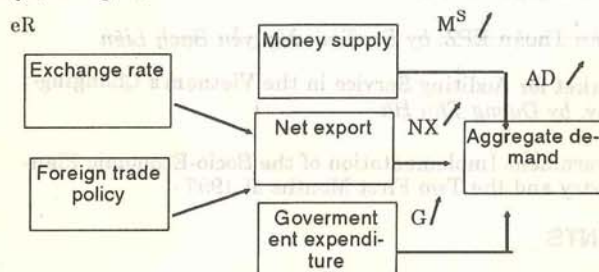 eR
M^S
Money supply
AD
Exchange rate
NX
Net export
Aggregate de-
mand
Foreign trade
policy
G
Goverment
ent expendi-
ture